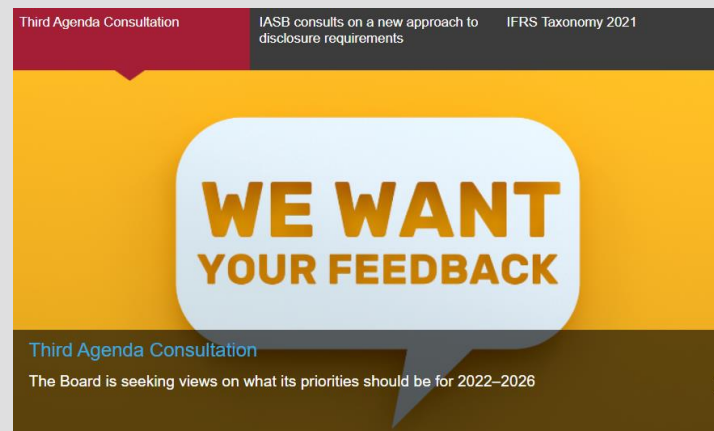 Third Agenda Consultation
IASB consults on a new approach to
disclosure requirements
IFRS Taxonomy 2021
WE WANT
YOUR FEEDBACK
Third Agenda Consultation
The Board is seeking views on what its priorities should be for 2022–2026